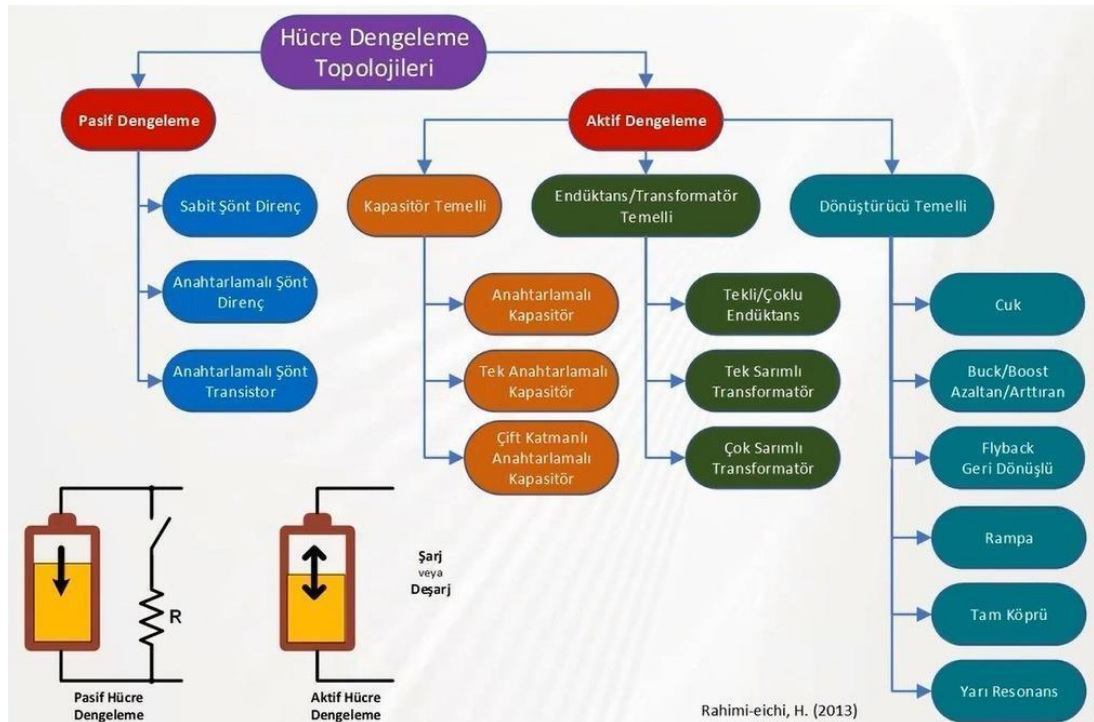 Hücre Dengeleme
Topolojileri
Pasif Dengeleme
Aktif Dengeleme
Sabit Şönt Direnç
Anahtarlamalı Şönt
Direnç
Anahtarlamalı Şönt
Transistor
Kapasitör Temelli
Anahtarlamalı
Kapasitör
Tek Anahtarlamalı
Kapasitör
Çift Katmanlı
Anahtarlamalı
Kapasitör
Endüktans/Transformatör
Temelli
Tekli/Çoklu
Endüktans
Tek Sarımlı
Transformatör
Çok Sarımlı
Transformatör
Dönüştürücü Temelli
Cuk
Buck/Boost
Azaltan/Arttıran
Flyback
Geri Dönüşlü
Rampa
Tam Köprü
Yarı Resonans
R
Pasif Hücre
Dengeleme
Şarj
veya
Deşarj
Aktif Hücre
Dengeleme
Rahimi-eichi, H. (2013)